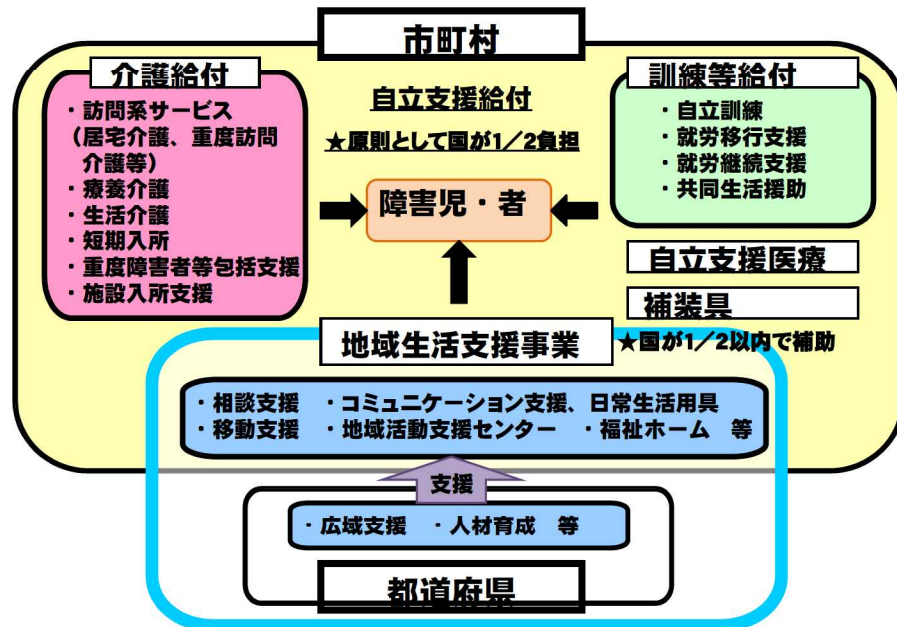 市町村
介護給付
・訪問系サービス
（居宅介護、重度訪問
介護等）
・療養介護
・生活介護
・短期入所
・重度障害者等包括支援
・施設入所支援
自立支援給付
★原則として国が1／2負担
障害児・者
訓練等給付
・自立訓練
・就労移行支援
・就労継続支援
・共同生活援助
自立支援医療
補装具
★国が1／2以内で補助
地域生活支援事業
・相談支援　・コミュニケーション支援、日常生活用具
・移動支援　・地域活動支援センター　・福祉ホーム　等
支援
・広域支援　・人材育成　等
都道府県